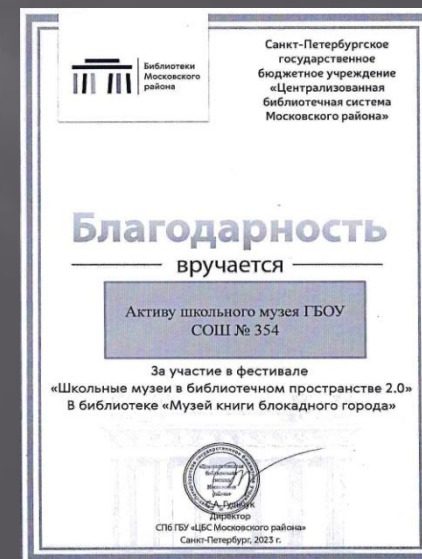 Библиотеки
Московского
района
Санкт-Петербургское
государственное
бюджетное учреждение
«Централизованная
библиотечная система
Московского района»
Благодарность
вручается
Активу школьного музея ГБОУ
СОШ № 354
За участие в фестивале
«Школьные музеи в библиотечном пространстве 2.0»
В библиотеке «Музей книги блокадного города»
Директор
СПб ГБУ «ЦБС Московского района»
Санкт-Петербург, 2023 г.